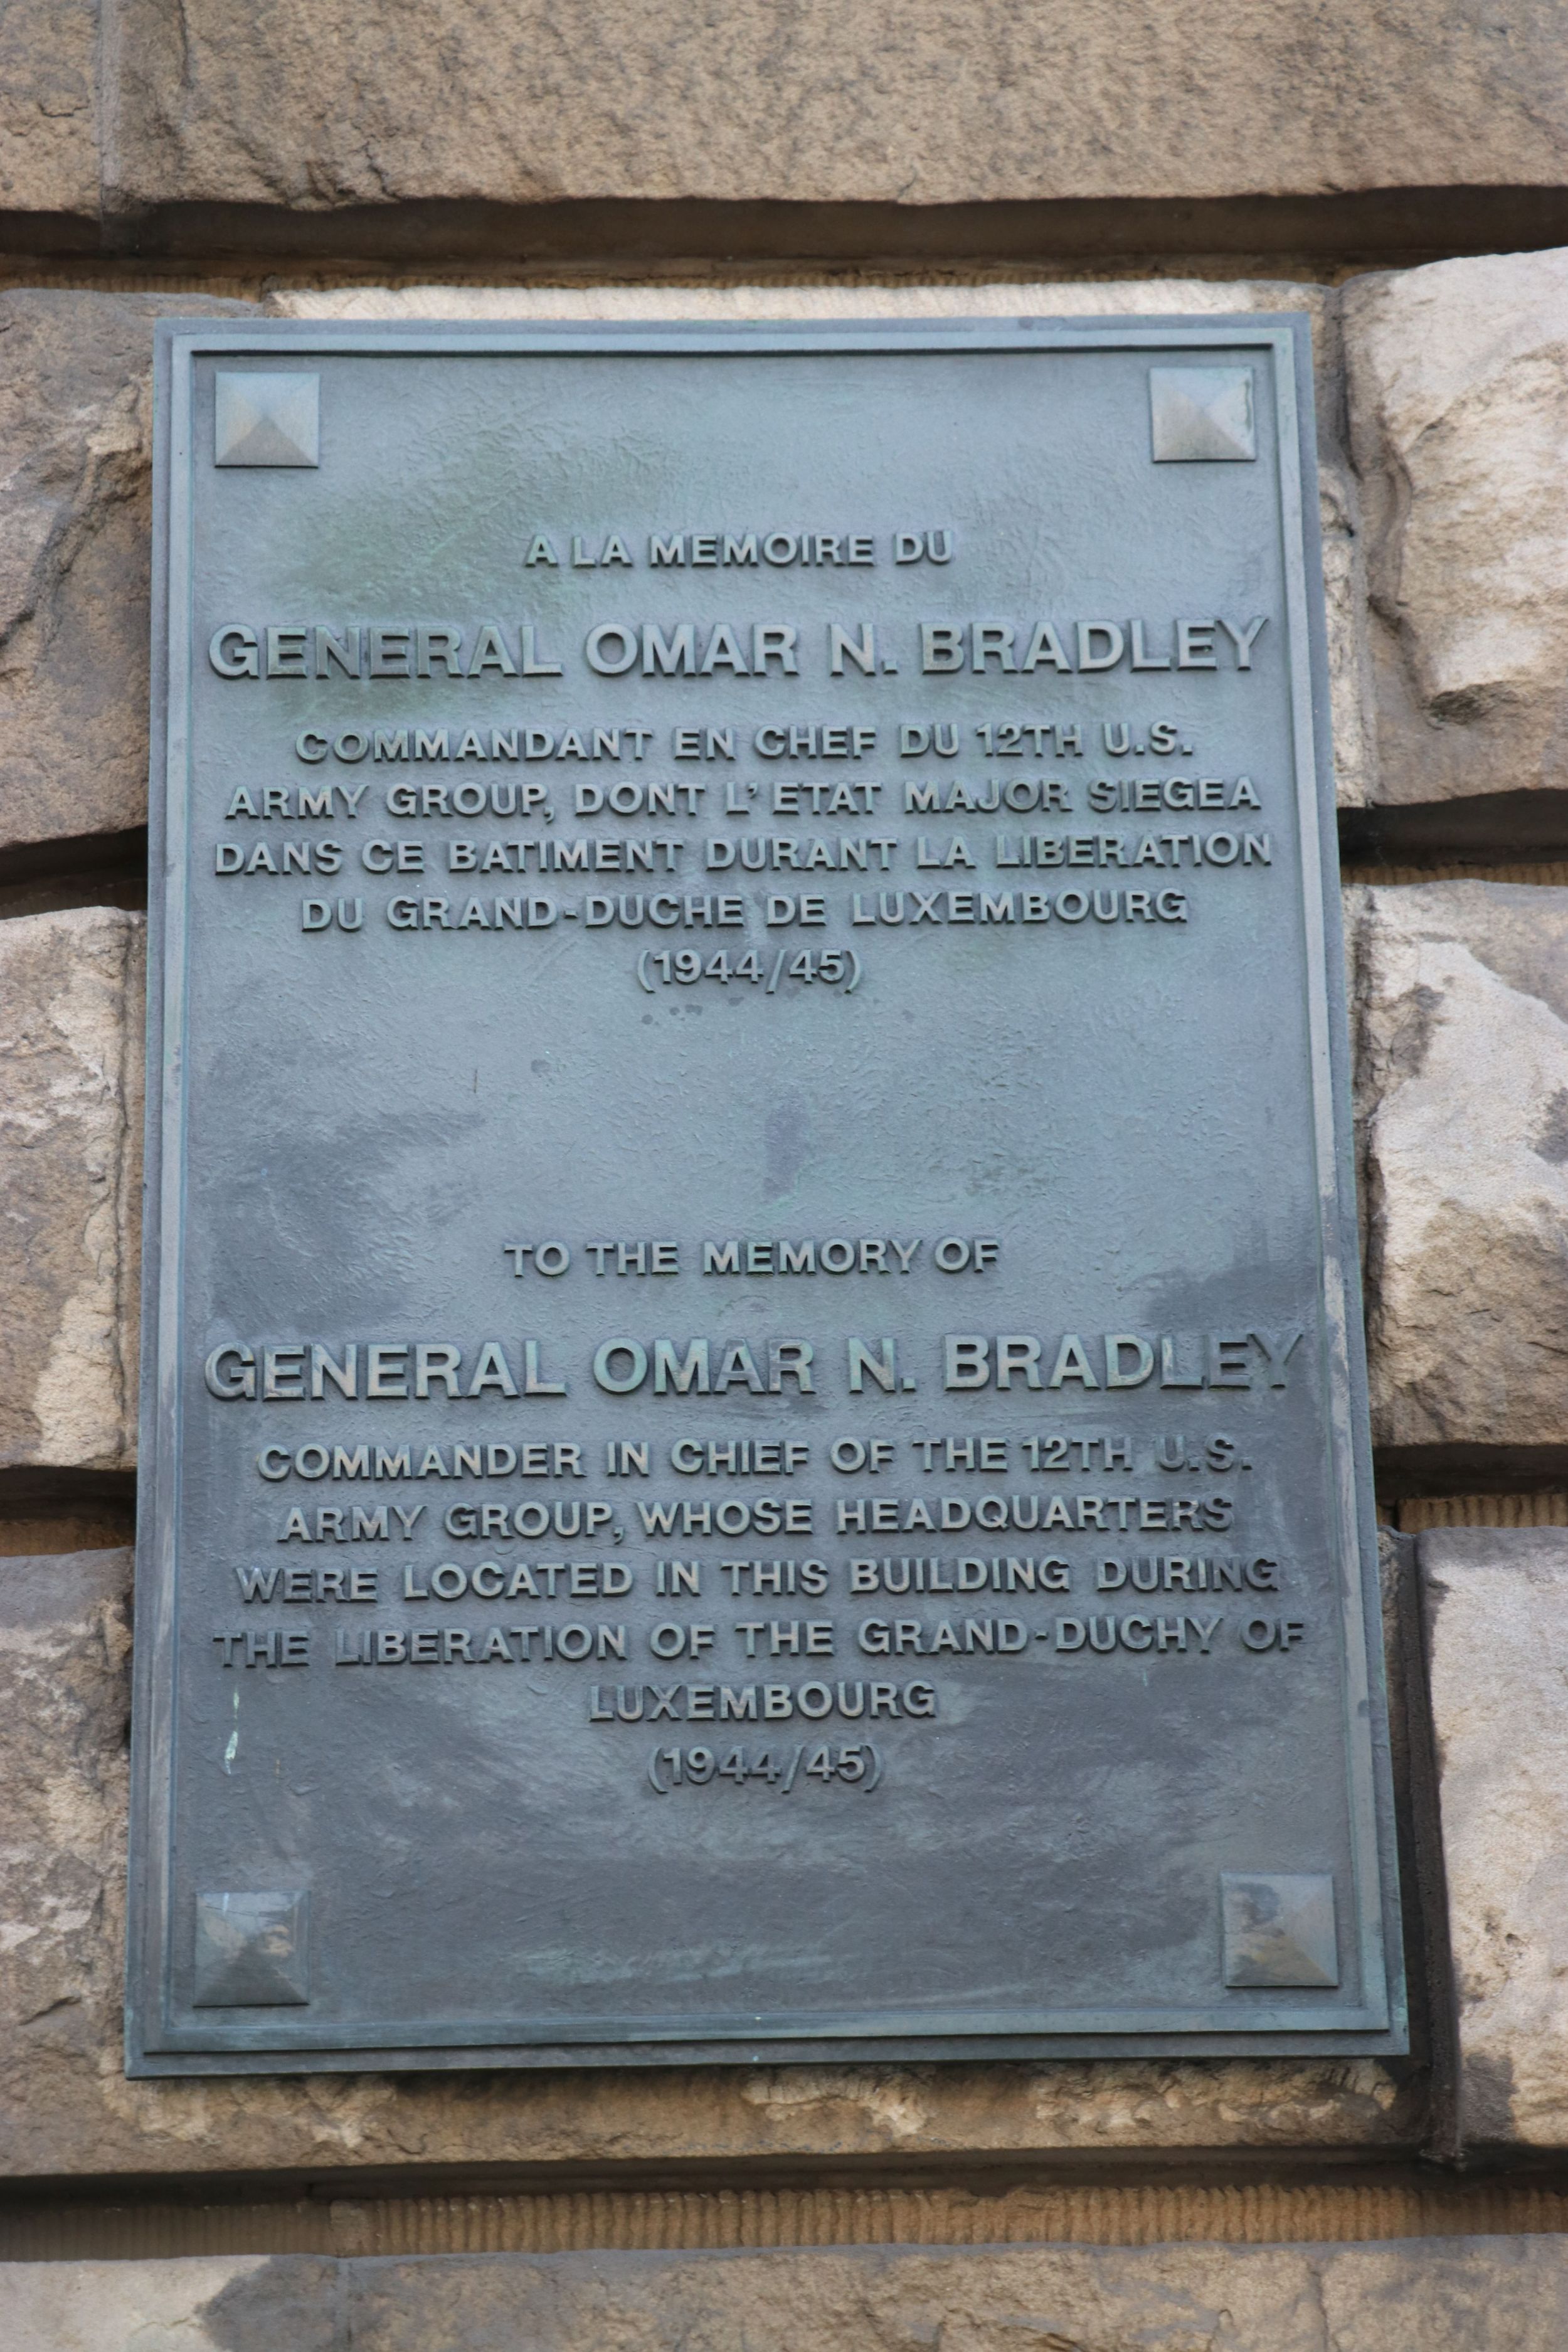 A LA MEMOIRE DU
GENERAL OMAR N. BRADLEY
COMMANDANT EN CHEF DU 12TH U.S.
ARMY GROUP, DONT L'ETAT MAJOR SIEGEA
DANS CE BATIMENT DURANT LA LIBERATION
DU GRAND-DUCHE DE LUXEMBOURG
(1944/45)
TO THE MEMORY OF
GENERAL OMAR N. BRADLEY
COMMANDER IN CHIEF OF THE 12TH U.S.
ARMY GROUP, WHOSE HEADQUARTERS
WERE LOCATED IN THIS BUILDING DURING
THE LIBERATION OF THE GRAND-DUCHY OF
LUXEMBOURG
(1944/45)